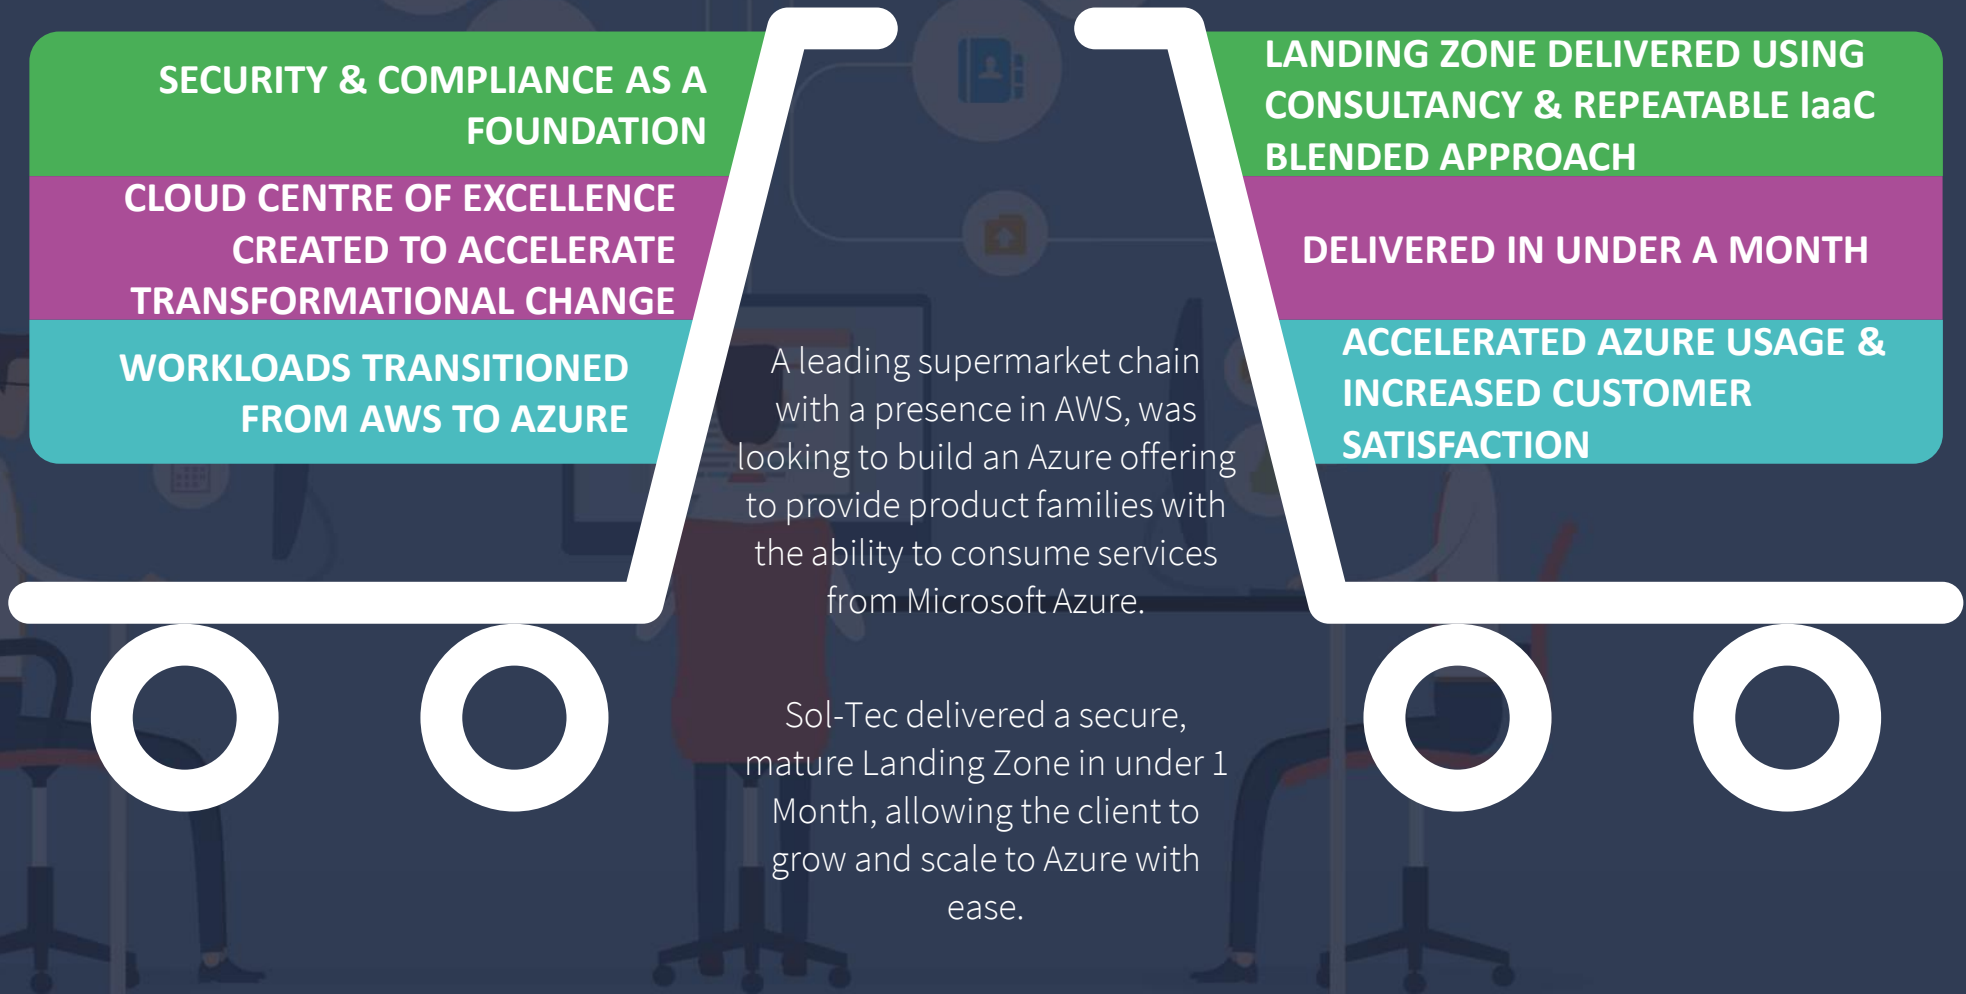 SECURITY & COMPLIANCE AS A
FOUNDATION
CLOUD CENTRE OF EXCELLENCE
CREATED TO ACCELERATE
TRANSFORMATIONAL CHANGE
WORKLOADS TRANSITIONED
FROM AWS TO AZURE
A leading supermarket chain
with a presence in AWS, was
looking to build an Azure offering
to provide product families with
the ability to consume services
from Microsoft Azure.
Sol-Tec delivered a secure,
mature Landing Zone in under 1
Month, allowing the client to
grow and scale to Azure with
ease.
LANDING ZONE DELIVERED USING
CONSULTANCY & REPEATABLE IaaC
BLENDED APPROACH
DELIVERED IN UNDER A MONTH
ACCELERATED AZURE USAGE &
INCREASED CUSTOMER
SATISFACTION